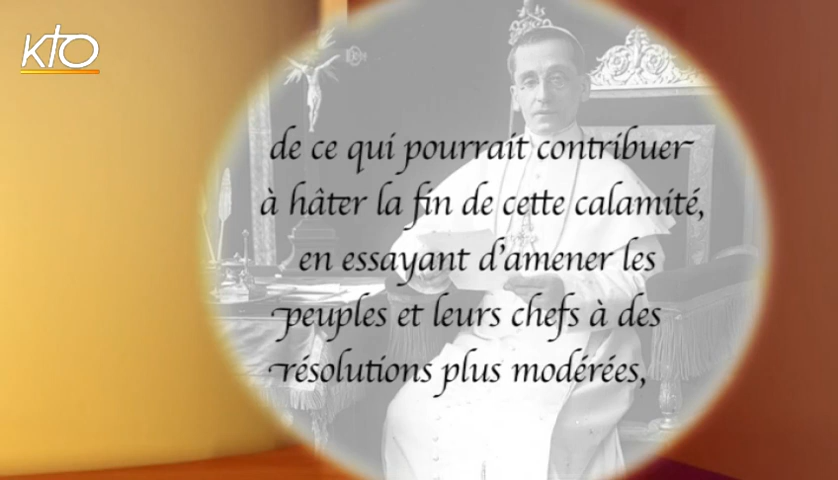 KTO
de ce qui pourrait contribuer
à hâter la fin de cette calamité,
en essayant d'amener les
peuples et leurs chefs à des
résolutions plus modérées,